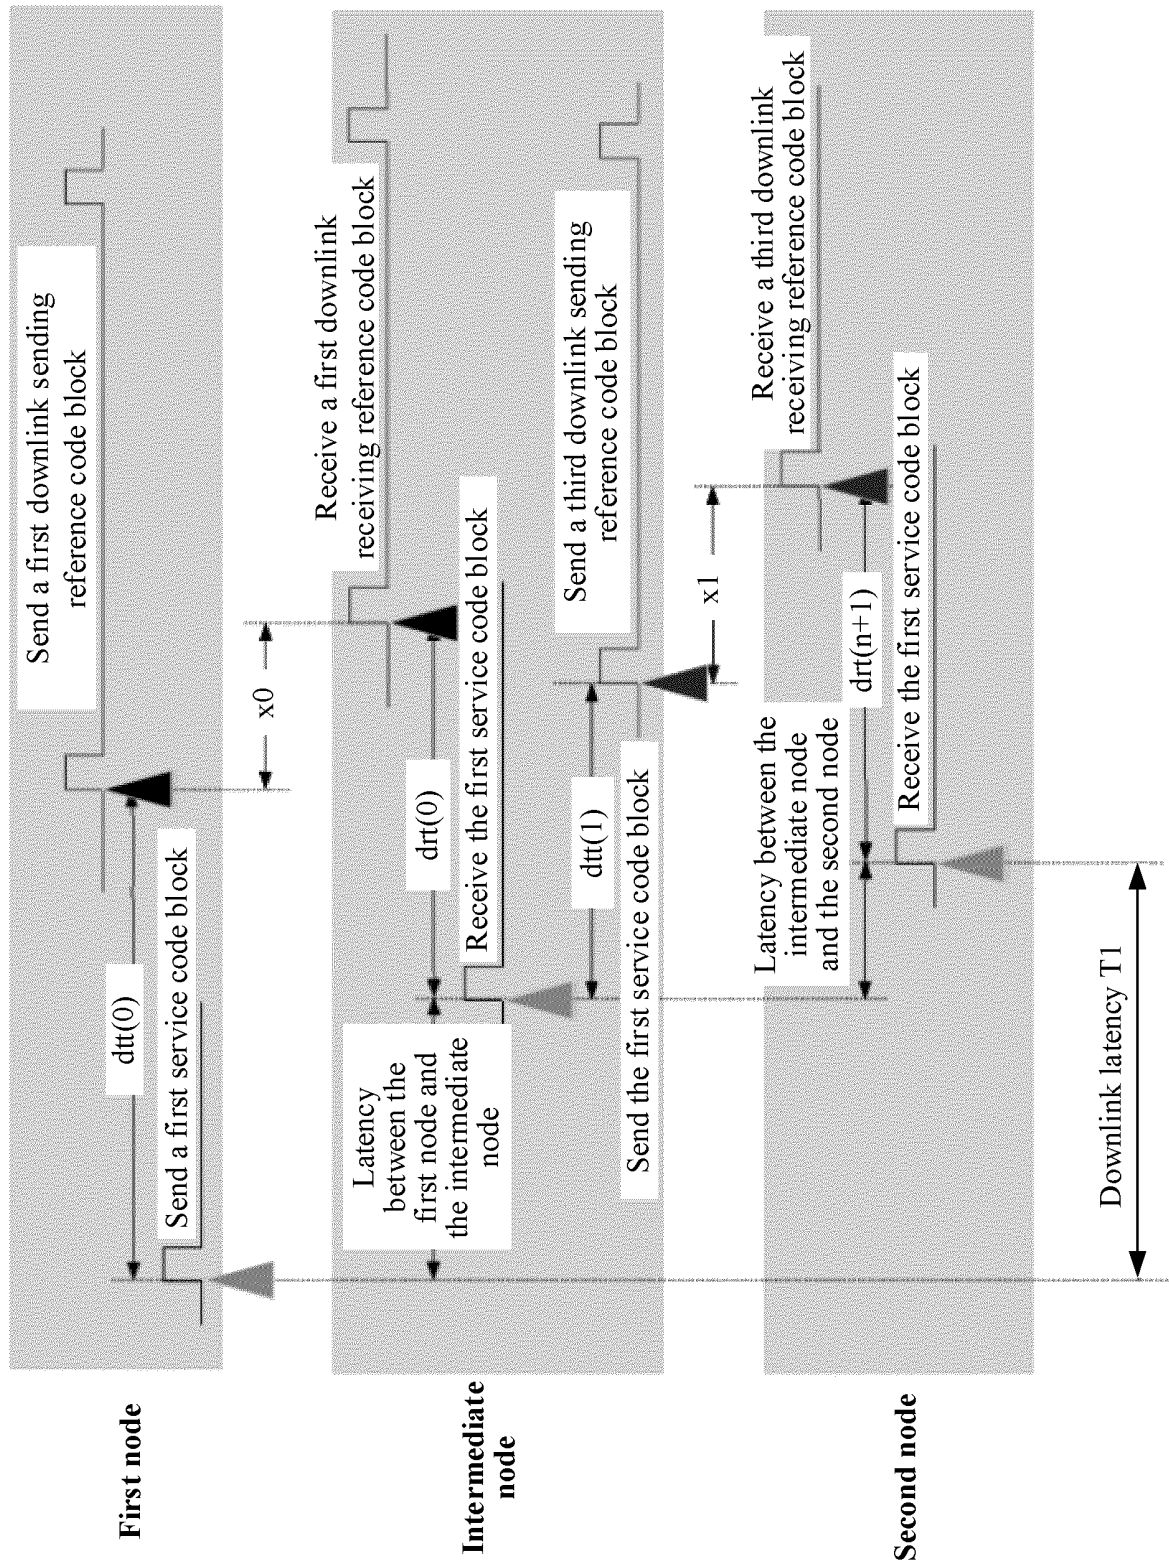 First node
Send a first downlink sending
reference code block
dtt(0)
Send a first service code block
x0
Intermediate
node
Receive a first downlink
receiving reference code block
Latency
between the
first node and
the intermediate
node
drt(0)
Receive the first service code block
Send a third downlink sending
reference code block
dtt(1)
Send the first service code block
x1
Second node
Receive a third downlink
receiving reference code block
Latency between the
intermediate node
and the second node
drt(n+1)
Receive the first service code block
Downlink latency T1